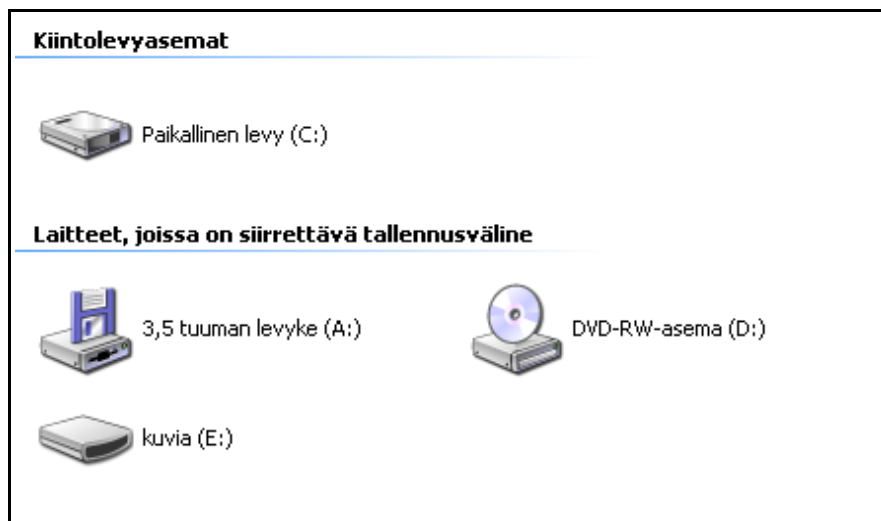 Kiintolevyasemat
Paikallinen levy (C:)
Laitteet, joissa on siirrettävä tallennusväline
3,5 tuuman levyke (A:)
DVD-RW-asema (D:)
kuvia (E:)